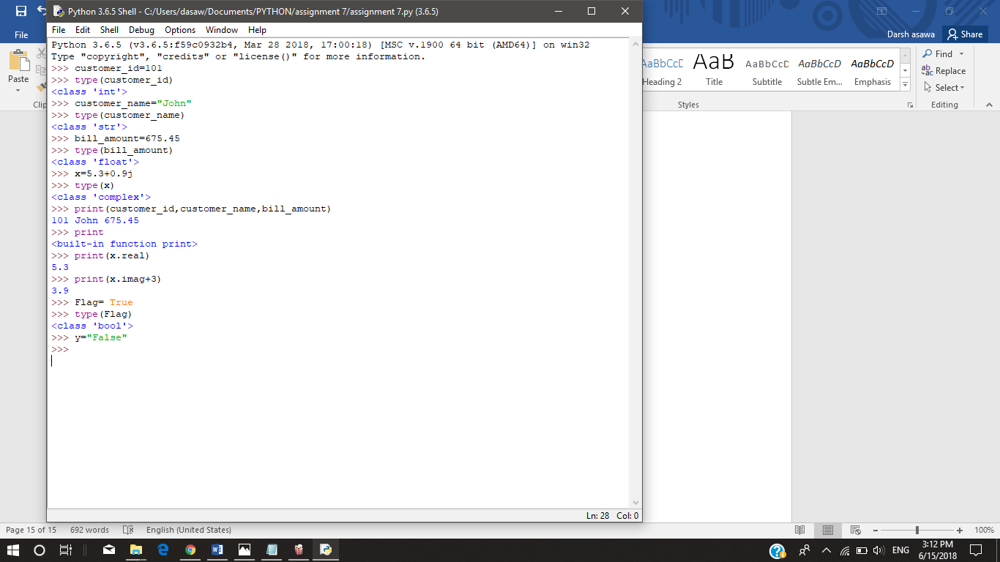 Python 3.6.5 Shell - C:/Users/dasaw/Documents/PYTHON/assignment 7/assignment 7.py (3.6.5)
File Edit Shell Debug Options Window Help
Python 3.6.5 (v3.6.5:f59c0932b4, Mar 28 2018, 17:00:18) [MSC v.1900 64 bit (AMD64)] on win32
Type "copyright", "credits" or "license()" for more information.
>>> customer_id=101
>>> type(customer_id)
<class 'int'>
>>> customer_name="John"
>>> type(customer_name)
<class 'str'>
>>> bill_amount=675.45
>>> type(bill_amount)
<class 'float'>
>>> x=5.3+0.9j
>>> type(x)
<class 'complex'>
>>> print(customer_id,customer_name,bill_amount)
101 John 675.45
>>> print
<built-in function print>
>>> print(x.real)
5.3
>>> print(x.imag+3)
3.9
>>> Flag= True
>>> type(Flag)
<class 'bool'>
>>> y="False"
>>>
Ln: 28 Col: 0
File
Paste
Clip
Darsh asawa Share
AaBbCcD AaB AaBbCcD AaBbCcD AaBbCcD
Heading 2 Title Subtitle Subtle Em... Emphasis
Styles
Find
Replace
Select
Editing
Page 15 of 15 692 words English (United States) 100%
ENG
3:12 PM
6/15/2018